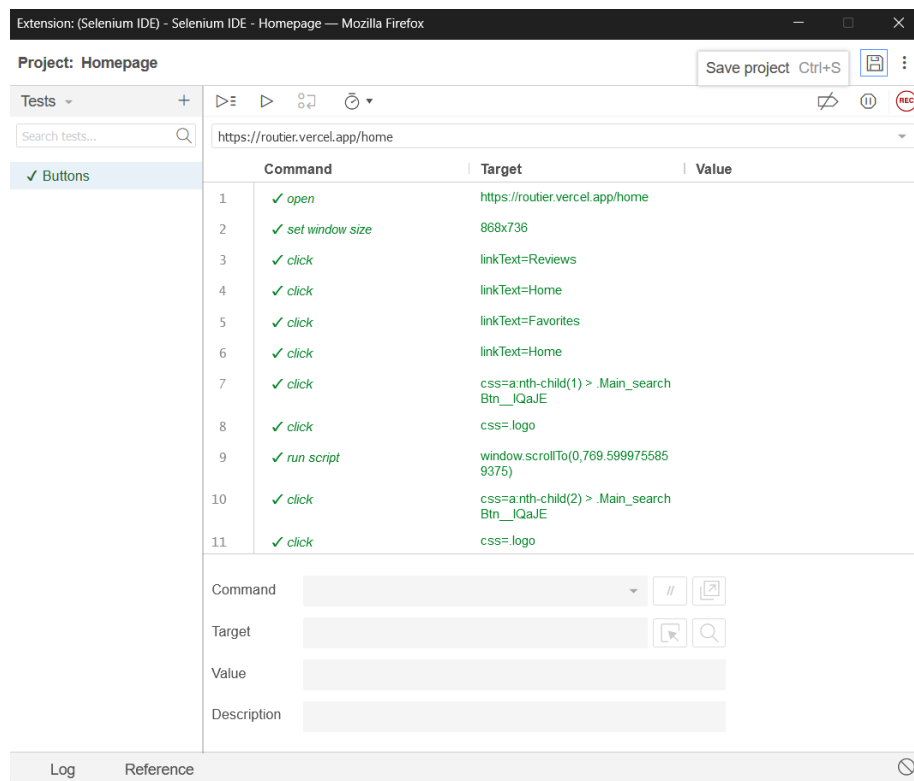 Extension: (Selenium IDE) - Selenium IDE - Homepage — Mozilla Firefox
Project: Homepage
Save project Ctrl+S
Tests
REC
Search tests...
https://routier.vercel.app/home
Buttons
Command Target Value
1 open https://routier.vercel.app/home
2 set window size 868x736
3 click linkText=Reviews
4 click linkText=Home
5 click linkText=Favorites
6 click linkText=Home
7 click css=a:nth-child(1) > .Main_search
Btn__lQaJE
8 click css=.logo
9 run script window.scrollTo(0,769.599975585
9375)
10 click css=a:nth-child(2) > .Main_search
Btn__lQaJE
11 click css=.logo
Command //
Target
Value
Description
Log Reference